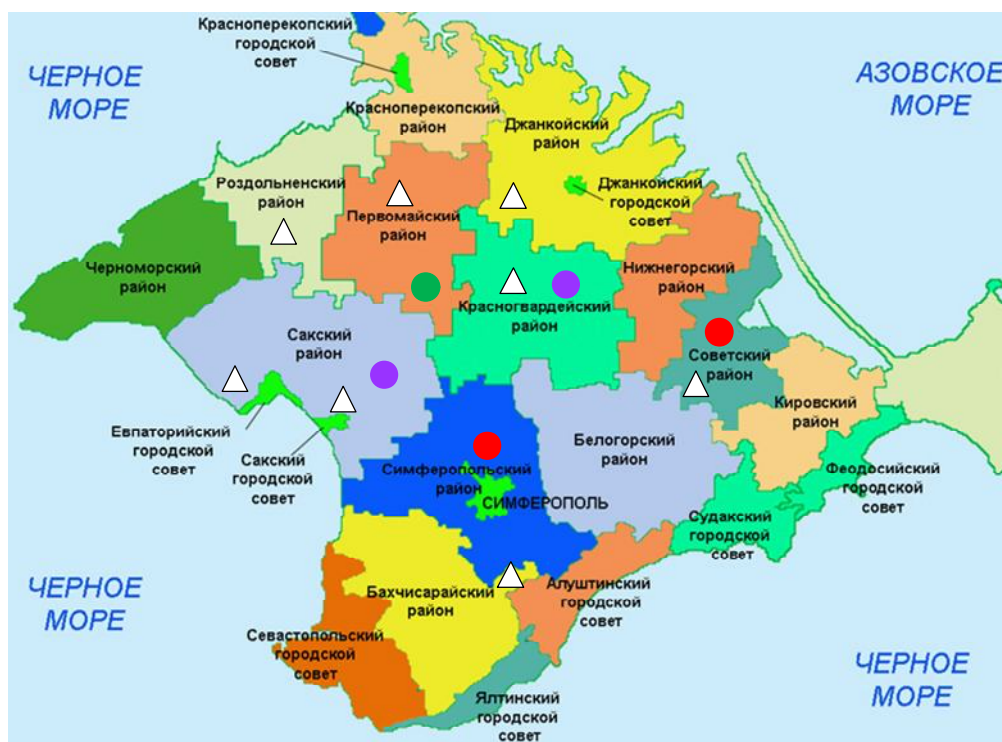 Красноперекопский
городской
совет
ЧЕРНОЕ
МОРЕ
АЗОВСКОЕ
МОРЕ
Красноперекопский
район
Джанкойский
район
Роздольненский
район
Джанкойский
городской
совет
Первомайский
район
Черноморский
район
Нижнегорский
район
Красногвардейский
район
Сакский
район
Советский
район
Кировский
район
Евпаторийский
городской
совет
Сакский
городской
совет
Белогорский
район
Симферопольский
район
СИМФЕРОПОЛЬ
Феодосийский
городской
совет
Судакский
городской
совет
ЧЕРНОЕ
МОРЕ
Бахчисарайский
район
Алуштинский
городской
совет
Севастопольский
городской
совет
ЧЕРНОЕ
МОРЕ
Ялтинский
городской
совет